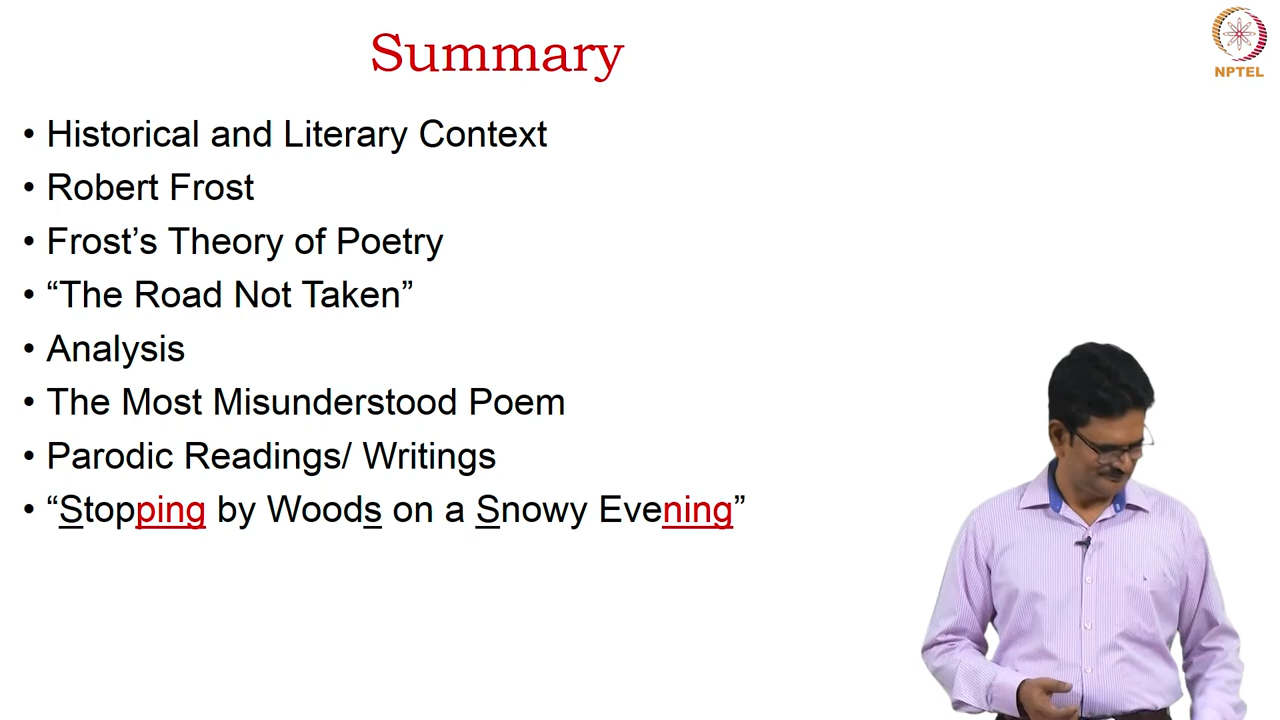 Summary
NPTEL
• Historical and Literary Context
• Robert Frost
• Frost’s Theory of Poetry
• “The Road Not Taken”
• Analysis
• The Most Misunderstood Poem
• Parodic Readings/ Writings
• “Stopping by Woods on a Snowy Evening”